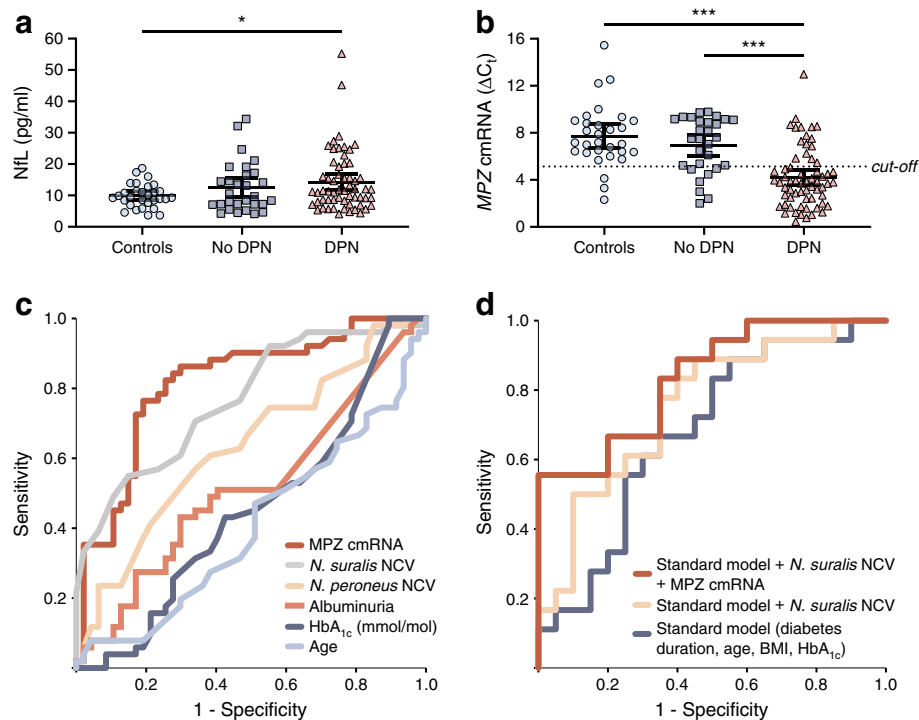 a
*
NfL (pg/ml)
60
50
40
30
20
10
0
Controls
No DPN
DPN
b
***
***
MPZ cmRNA (ΔCt)
16
12
8
4
0
cut-off
Controls
No DPN
DPN
c
Sensitivity
1.0
0.8
0.6
0.4
0.2
0.2
0.4
0.6
0.8
1.0
1 - Specificity
MPZ cmRNA
N. suralis NCV
N. peroneus NCV
Albuminuria
HbA1c (mmol/mol)
Age
d
Sensitivity
1.0
0.8
0.6
0.4
0.2
0.2
0.4
0.6
0.8
1.0
1 - Specificity
Standard model + N. suralis NCV
+ MPZ cmRNA
Standard model + N. suralis NCV
Standard model (diabetes
duration, age, BMI, HbA1c)